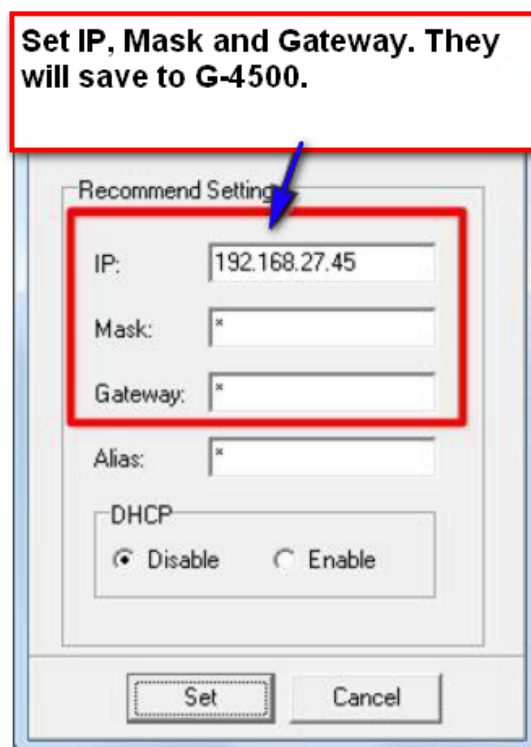 Set IP, Mask and Gateway. They
will save to G-4500.
Recommend Setting
IP: 192.168.27.45
Mask: *
Gateway: *
Alias: *
DHCP
Disable Enable
Set Cancel